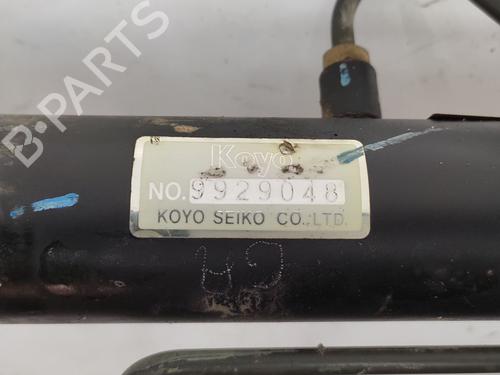 B-PARTS
Koyo
NO. 9929048
KOYO SEIKO CO.,LTD.